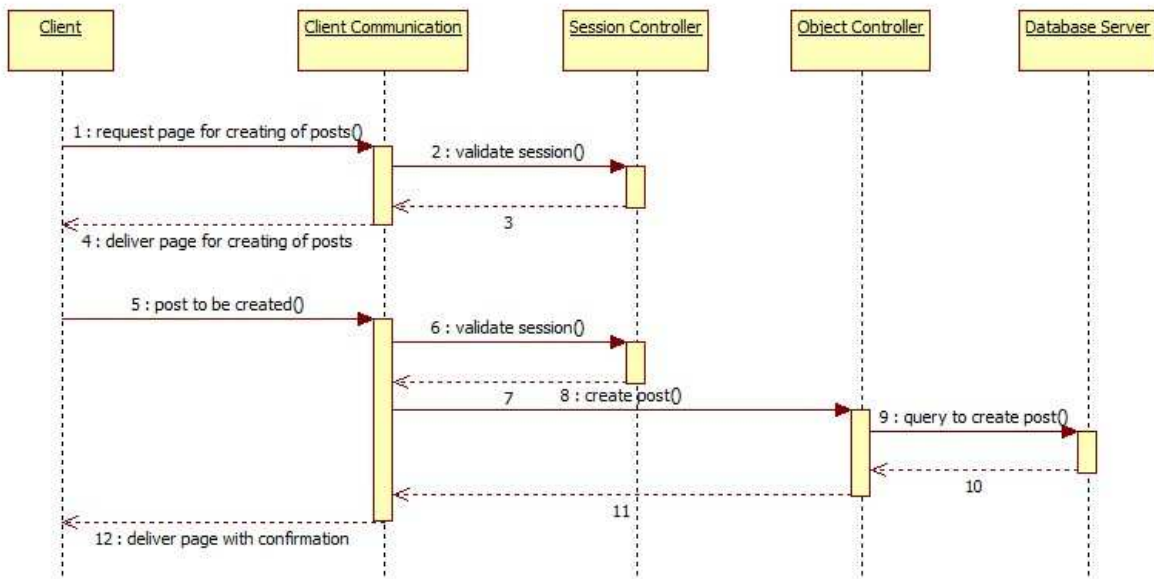 Client
Client Communication
Session Controller
Object Controller
Database Server
1 : request page for creating of posts()
2 : validate session()
3
4 : deliver page for creating of posts
5 : post to be created()
6 : validate session()
7
8 : create post()
9 : query to create post()
10
11
12 : deliver page with confirmation